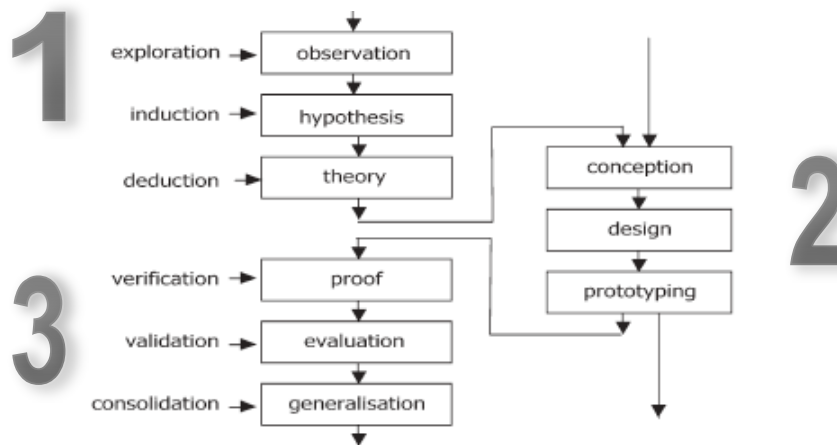 1
exploration
observation
induction
hypothesis
deduction
theory
conception
design
prototyping
2
3
verification
proof
validation
evaluation
consolidation
generalisation